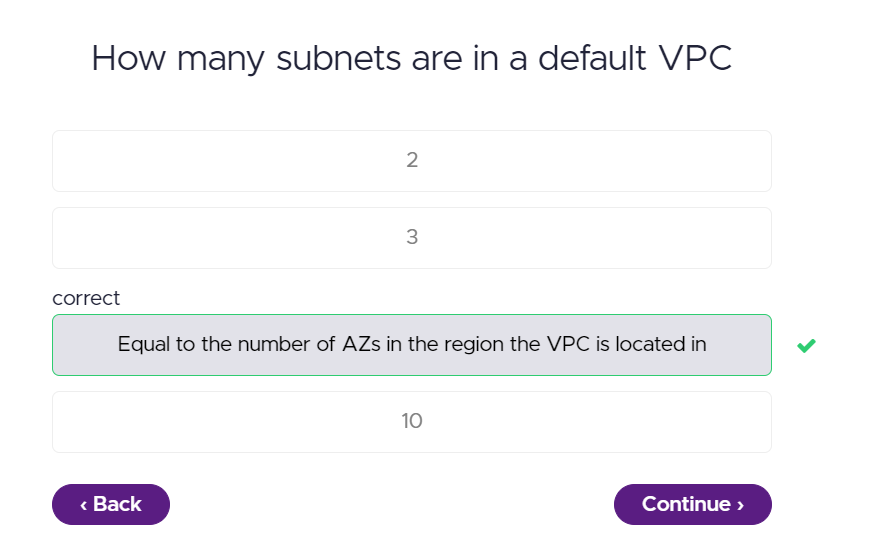 How many subnets are in a default VPC
2
3
correct
Equal to the number of AZs in the region the VPC is located in
10
‹ Back
Continue ›